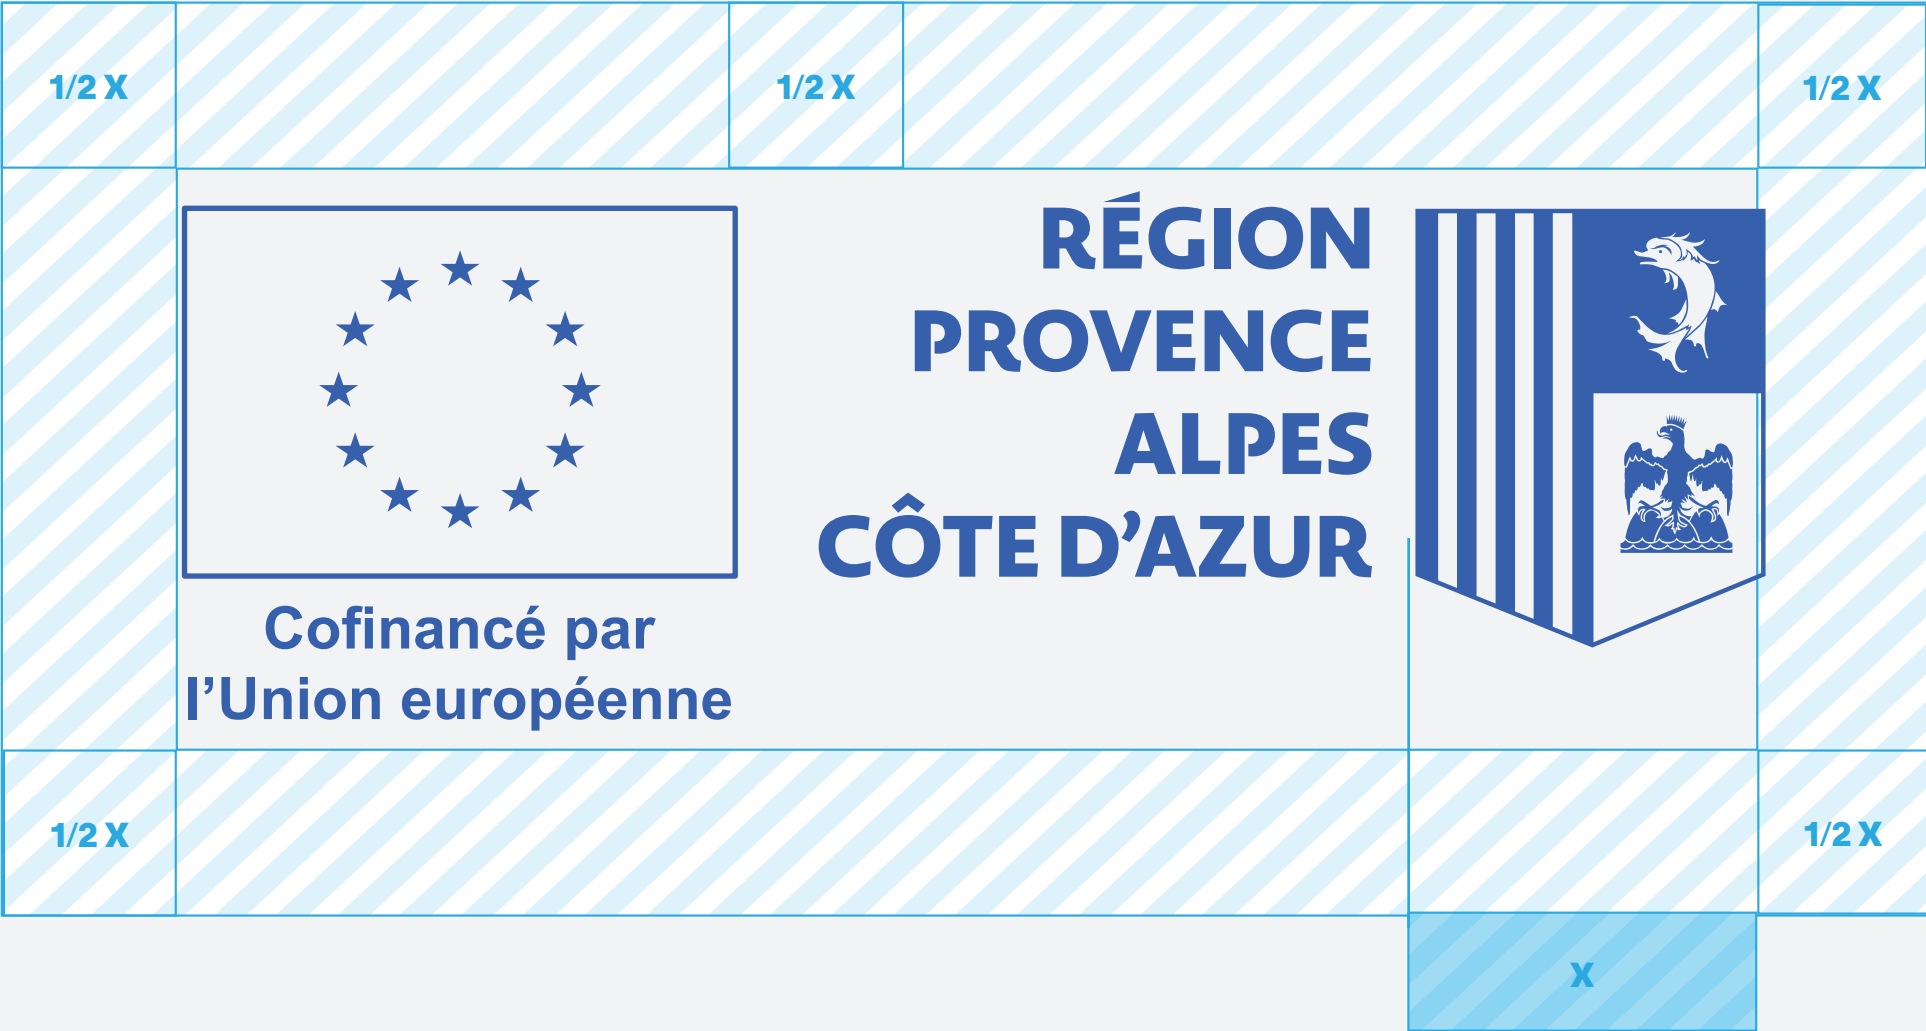 1/2 X
1/2 X
1/2 X
RÉGION
PROVENCE
ALPES
CÔTE D’AZUR
Cofinancé par
l’Union européenne
1/2 X
1/2 X
X